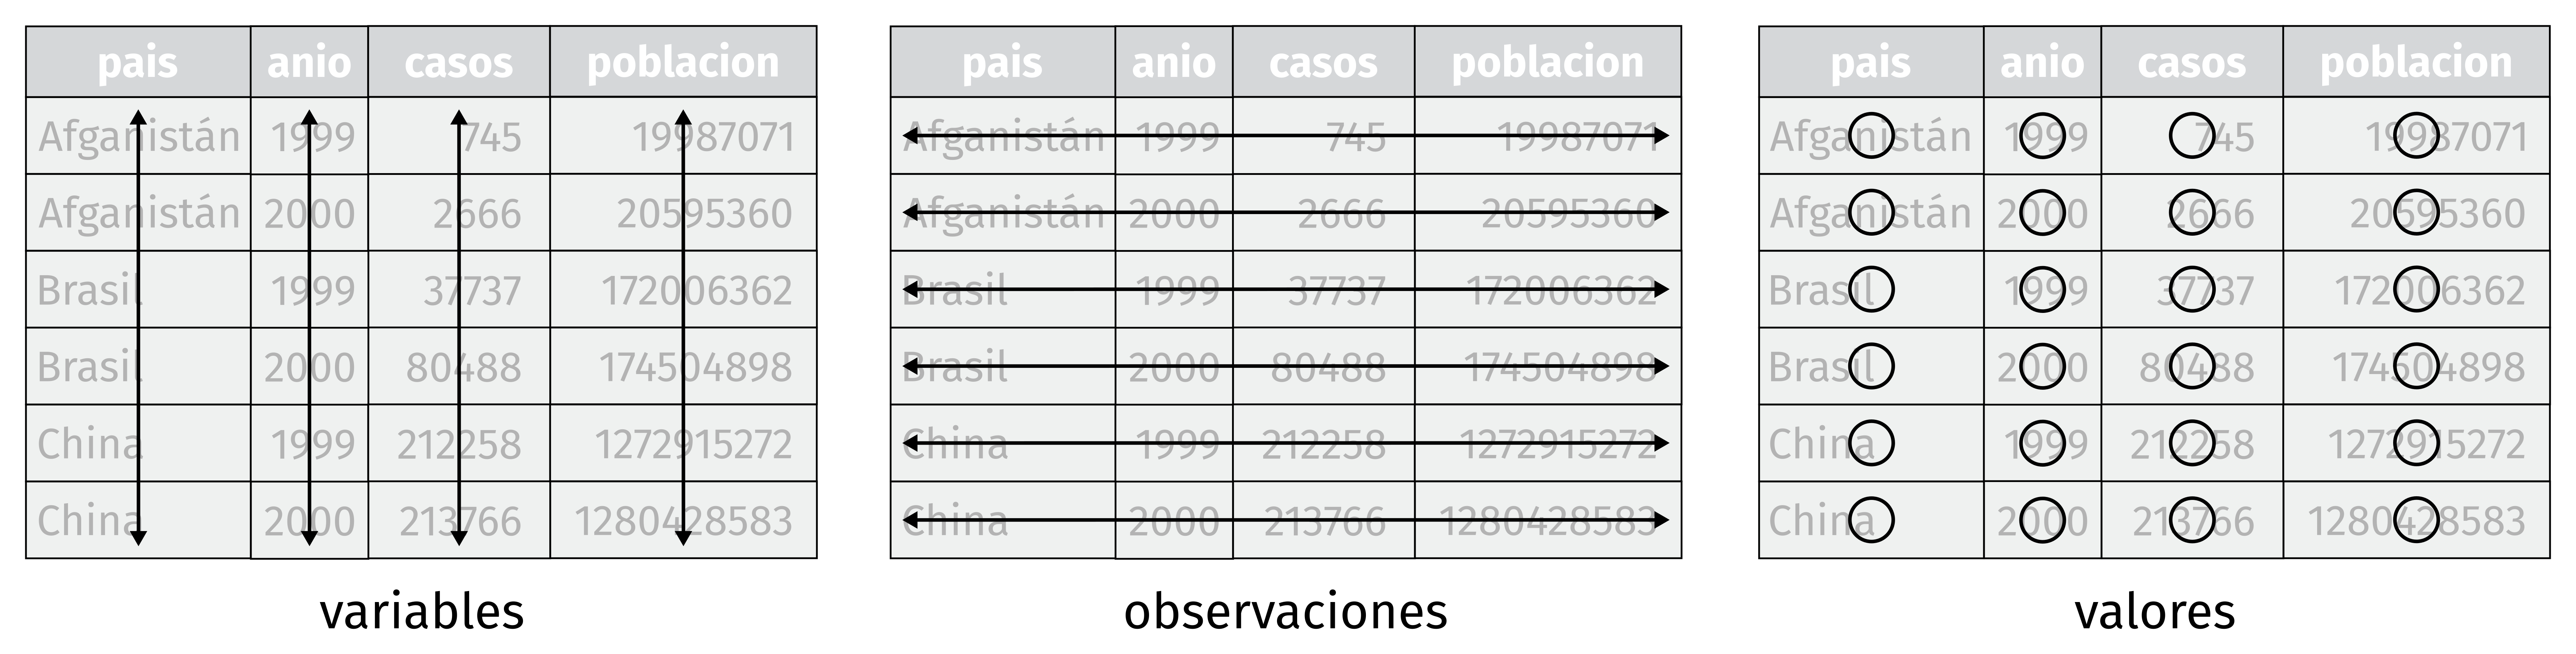 pais anio casos poblacion
Afganistán 1999 745 19987071
Afganistán 2000 2666 20595360
Brasil 1999 37737 172006362
Brasil 2000 80488 174504898
China 1999 212258 1272915272
China 2000 213766 1280428583
variables
pais anio casos poblacion
Afganistán 1999 745 19987071
Afganistán 2000 2666 20595360
Brasil 1999 37737 172006362
Brasil 2000 80488 174504898
China 1999 212258 1272915272
China 2000 213766 1280428583
observaciones
pais anio casos poblacion
Afganistán 1999 745 19987071
Afganistán 2000 2666 20595360
Brasil 1999 37737 172006362
Brasil 2000 80488 174504898
China 1999 212258 1272915272
China 2000 213766 1280428583
valores